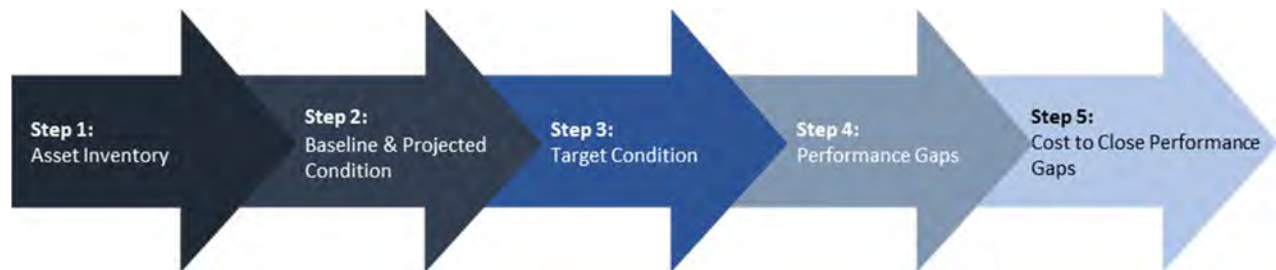 Step 1:
Asset Inventory
Step 2:
Baseline & Projected
Condition
Step 3:
Target Condition
Step 4:
Performance Gaps
Step 5:
Cost to Close Performance
Gaps